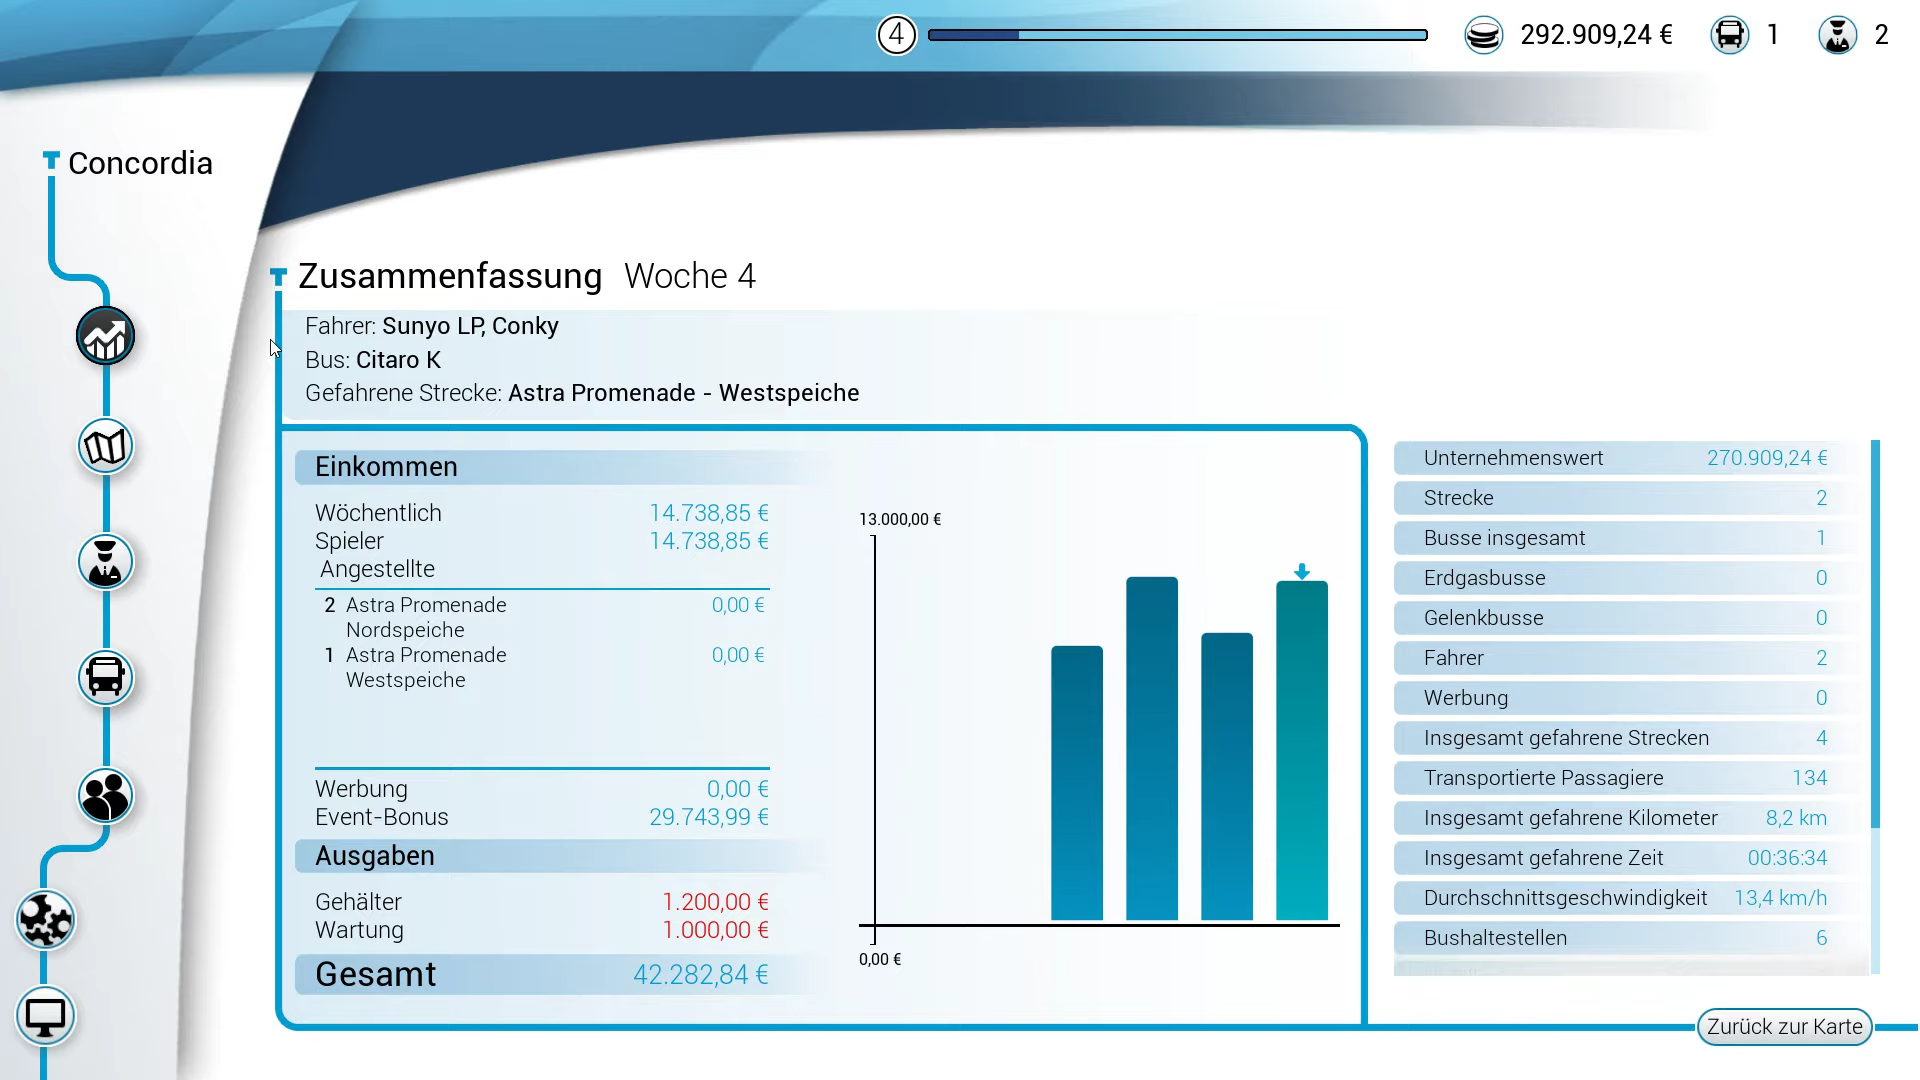 4
292.909,24 €
1
2
Concordia
Zusammenfassung Woche 4
Fahrer: Sunyo LP, Conky
Bus: Citaro K
Gefahrene Strecke: Astra Promenade - Westspeiche
Einkommen
Wöchentlich 14.738,85 €
Spieler 14.738,85 €
Angestellte
2 Astra Promenade 0,00 €
Nordspeiche
1 Astra Promenade 0,00 €
Westspeiche
Werbung 0,00 €
Event-Bonus 29.743,99 €
Ausgaben
Gehälter 1.200,00 €
Wartung 1.000,00 €
Gesamt 42.282,84 €
13.000,00 €
0,00 €
Unternehmenswert 270.909,24 €
Strecke 2
Busse insgesamt 1
Erdgasbusse 0
Gelenkbusse 0
Fahrer 2
Werbung 0
Insgesamt gefahrene Strecken 4
Transportierte Passagiere 134
Insgesamt gefahrene Kilometer 8,2 km
Insgesamt gefahrene Zeit 00:36:34
Durchschnittsgeschwindigkeit 13,4 km/h
Bushaltestellen 6
Zurück zur Karte